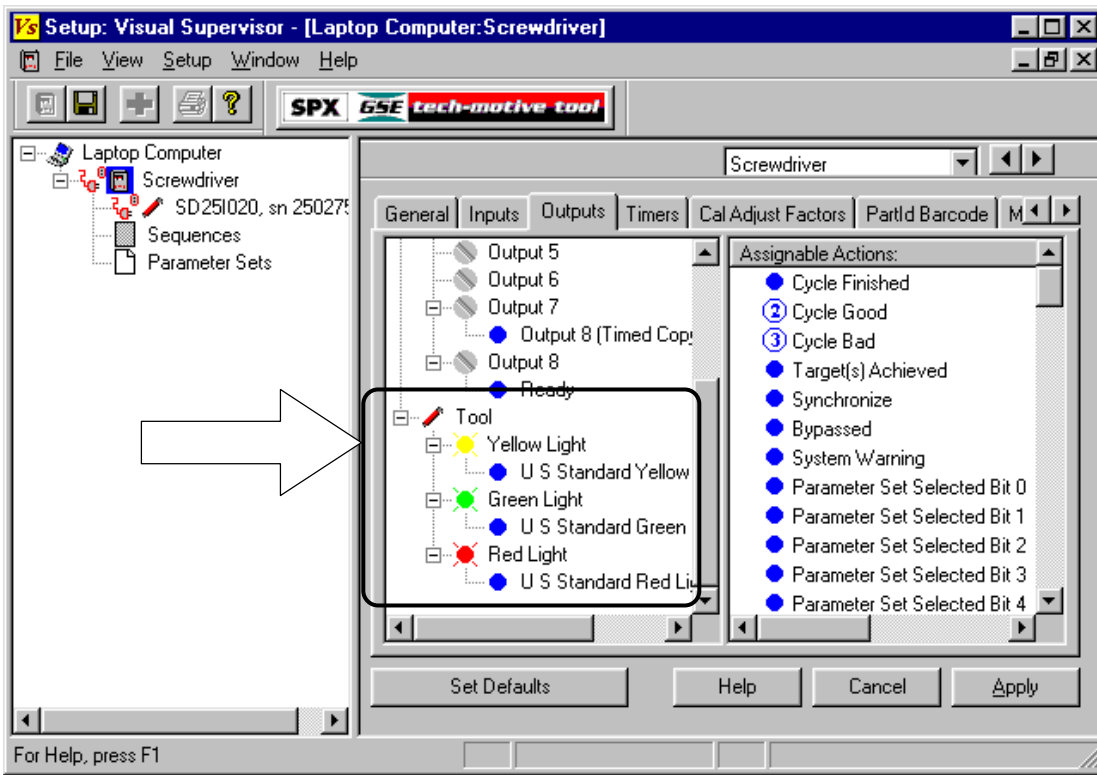 Vs Setup: Visual Supervisor - [Laptop Computer:Screwdriver]
File View Setup Window Help
SPX GSE tech-motive tool
Laptop Computer
Screwdriver
SD25I020, sn 250275
Sequences
Parameter Sets
Screwdriver
General Inputs Outputs Timers Cal Adjust Factors PartId Barcode M
Output 5
Output 6
Output 7
Output 8 (Timed Copy
Output 8
Ready
Tool
Yellow Light
U S Standard Yellow
Green Light
U S Standard Green
Red Light
U S Standard Red Li
Assignable Actions:
Cycle Finished
2 Cycle Good
3 Cycle Bad
Target(s) Achieved
Synchronize
Bypassed
System Warning
Parameter Set Selected Bit 0
Parameter Set Selected Bit 1
Parameter Set Selected Bit 2
Parameter Set Selected Bit 3
Parameter Set Selected Bit 4
Set Defaults Help Cancel Apply
For Help, press F1